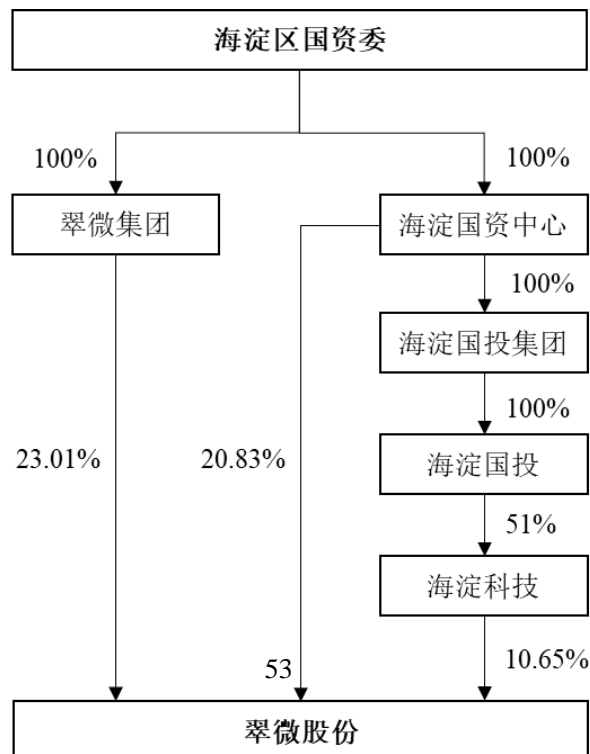 海淀区国资委
100%
100%
翠微集团
海淀国资中心
100%
海淀国投集团
100%
23.01%
20.83%
海淀国投
51%
海淀科技
53
10.65%
翠微股份